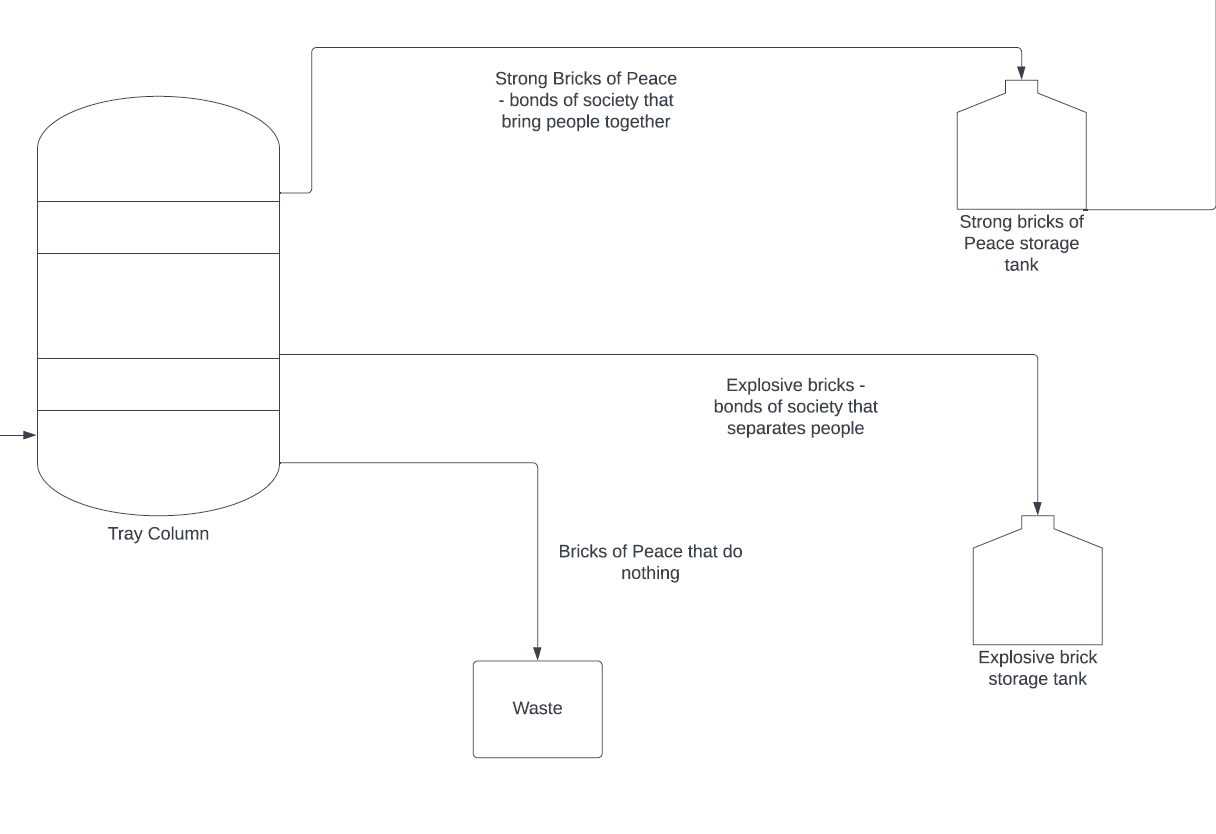 Strong Bricks of Peace
- bonds of society that
bring people together
Strong bricks of
Peace storage
tank
Explosive bricks -
bonds of society that
separates people
Tray Column
Bricks of Peace that do
nothing
Explosive brick
storage tank
Waste